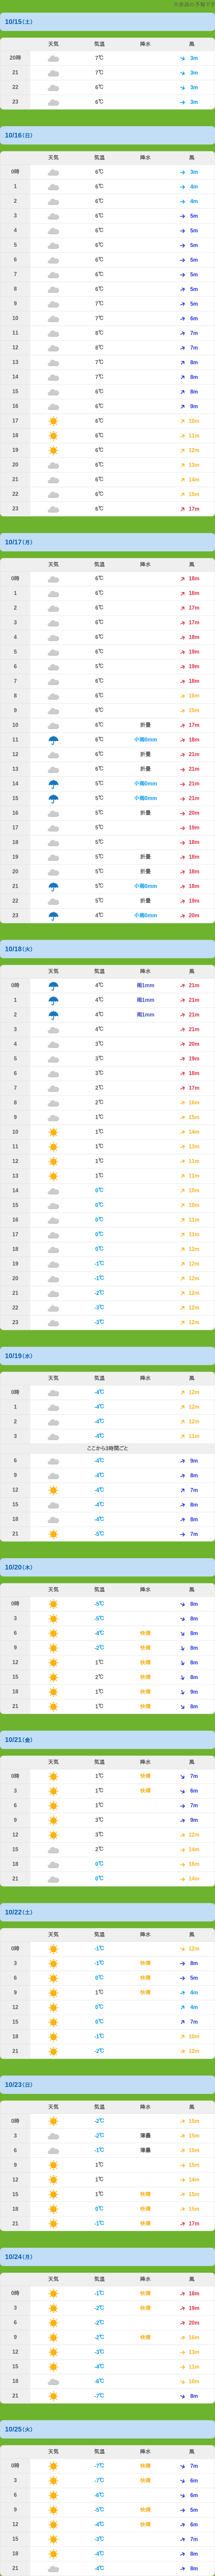 ※水曲の予報です
10/15(土)
天気 気温 降水 風
20時 7℃ 3m
21 7℃ 3m
22 6℃ 3m
23 6℃ 3m
10/16(日)
天気 気温 降水 風
0時 6℃ 3m
1 6℃ 4m
2 6℃ 4m
3 6℃ 5m
4 6℃ 5m
5 6℃ 5m
6 6℃ 5m
7 6℃ 5m
8 6℃ 5m
9 7℃ 5m
10 7℃ 6m
11 8℃ 7m
12 8℃ 7m
13 7℃ 8m
14 7℃ 8m
15 6℃ 8m
16 6℃ 9m
17 6℃ 10m
18 6℃ 11m
19 6℃ 12m
20 6℃ 13m
21 6℃ 14m
22 6℃ 15m
23 6℃ 17m
10/17(月)
天気 気温 降水 風
0時 6℃ 18m
1 6℃ 18m
2 6℃ 17m
3 6℃ 17m
4 6℃ 18m
5 6℃ 19m
6 5℃ 19m
7 6℃ 18m
8 6℃ 16m
9 6℃ 15m
10 6℃ 折畳 17m
11 6℃ 小雨0mm 18m
12 6℃ 折畳 21m
13 6℃ 折畳 21m
14 5℃ 小雨0mm 21m
15 5℃ 小雨0mm 21m
16 5℃ 折畳 20m
17 5℃ 19m
18 5℃ 18m
19 5℃ 折畳 18m
20 5℃ 折畳 18m
21 5℃ 小雨0mm 18m
22 5℃ 折畳 19m
23 4℃ 小雨0mm 20m
10/18(火)
天気 気温 降水 風
0時 4℃ 雨1mm 21m
1 4℃ 雨1mm 21m
2 4℃ 雨1mm 21m
3 4℃ 21m
4 3℃ 20m
5 3℃ 19m
6 3℃ 18m
7 2℃ 17m
8 2℃ 16m
9 1℃ 15m
10 1℃ 14m
11 1℃ 13m
12 1℃ 11m
13 1℃ 11m
14 0℃ 10m
15 0℃ 10m
16 0℃ 11m
17 0℃ 11m
18 0℃ 12m
19 -1℃ 12m
20 -1℃ 12m
21 -2℃ 12m
22 -3℃ 12m
23 -3℃ 12m
10/19(水)
天気 気温 降水 風
0時 -4℃ 12m
1 -4℃ 12m
2 -4℃ 12m
3 -4℃ 11m
ここから3時間ごと
6 -4℃ 9m
9 -4℃ 8m
12 -4℃ 7m
15 -4℃ 8m
18 -4℃ 8m
21 -5℃ 7m
10/20(木)
天気 気温 降水 風
0時 -5℃ 8m
3 -5℃ 8m
6 -4℃ 快晴 8m
9 -2℃ 快晴 8m
12 1℃ 快晴 8m
15 2℃ 快晴 8m
18 1℃ 快晴 9m
21 1℃ 快晴 8m
10/21(金)
天気 気温 降水 風
0時 1℃ 快晴 7m
3 1℃ 快晴 6m
6 1℃ 7m
9 3℃ 9m
12 3℃ 12m
15 2℃ 14m
18 0℃ 16m
21 0℃ 14m
10/22(土)
天気 気温 降水 風
0時 -1℃ 12m
3 -1℃ 快晴 8m
6 0℃ 快晴 5m
9 1℃ 快晴 4m
12 0℃ 4m
15 0℃ 7m
18 -1℃ 10m
21 -2℃ 12m
10/23(日)
天気 気温 降水 風
0時 -2℃ 15m
3 -2℃ 薄曇 15m
6 -1℃ 薄曇 15m
9 1℃ 15m
12 1℃ 14m
15 1℃ 快晴 15m
18 0℃ 快晴 15m
21 -1℃ 快晴 17m
10/24(月)
天気 気温 降水 風
0時 -1℃ 快晴 18m
3 -2℃ 快晴 19m
6 -2℃ 20m
9 -2℃ 快晴 16m
12 -3℃ 13m
15 -4℃ 11m
18 -6℃ 10m
21 -7℃ 8m
10/25(火)
天気 気温 降水 風
0時 -7℃ 快晴 7m
3 -7℃ 快晴 6m
6 -6℃ 6m
9 -5℃ 快晴 5m
12 -4℃ 快晴 6m
15 -3℃ 7m
18 -4℃ 8m
21 -4℃ 8m